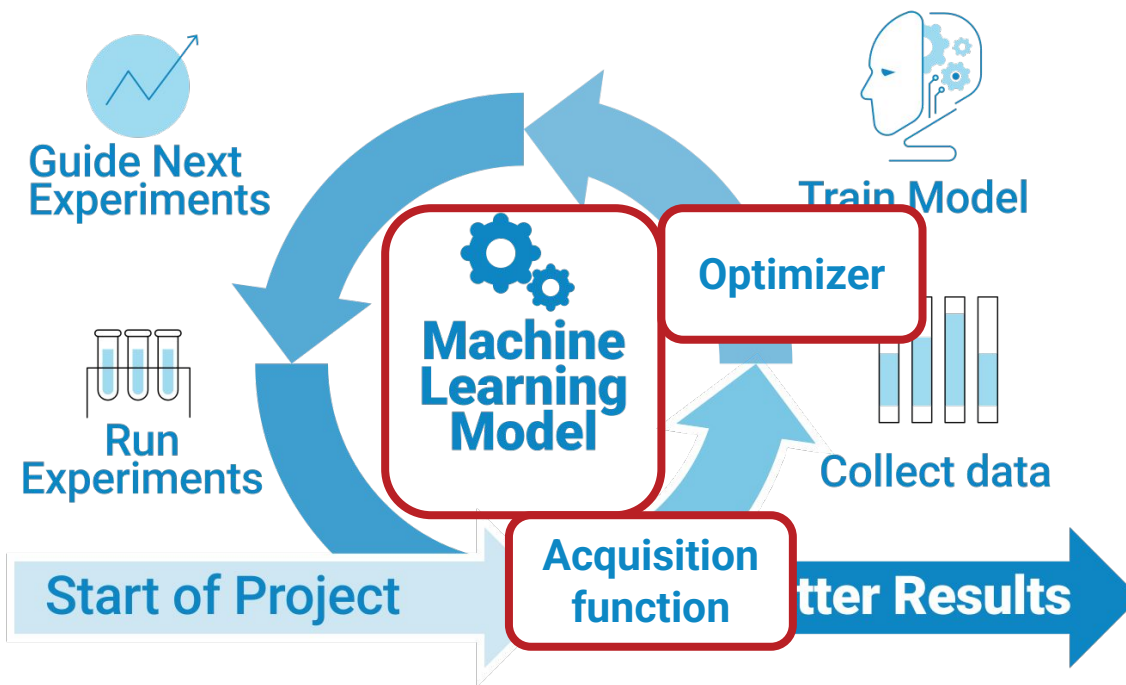 Guide Next
Experiments
Train Model
Optimizer
Machine
Learning
Model
Run
Experiments
Collect data
Start of Project
Acquisition
function
tter Results